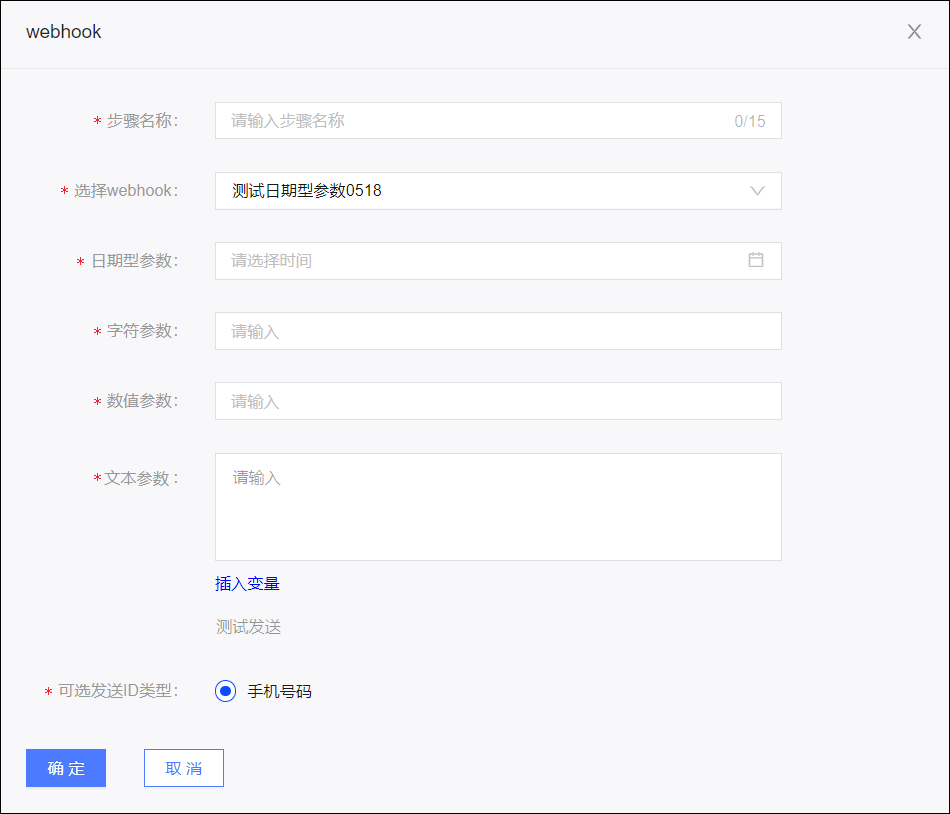 webhook
* 步骤名称: 请输入步骤名称 0/15
* 选择webhook: 测试日期型参数0518
* 日期型参数: 请选择时间
* 字符参数: 请输入
* 数值参数: 请输入
*文本参数: 请输入
插入变量
测试发送
* 可选发送ID类型: 手机号码
确 定 取 消